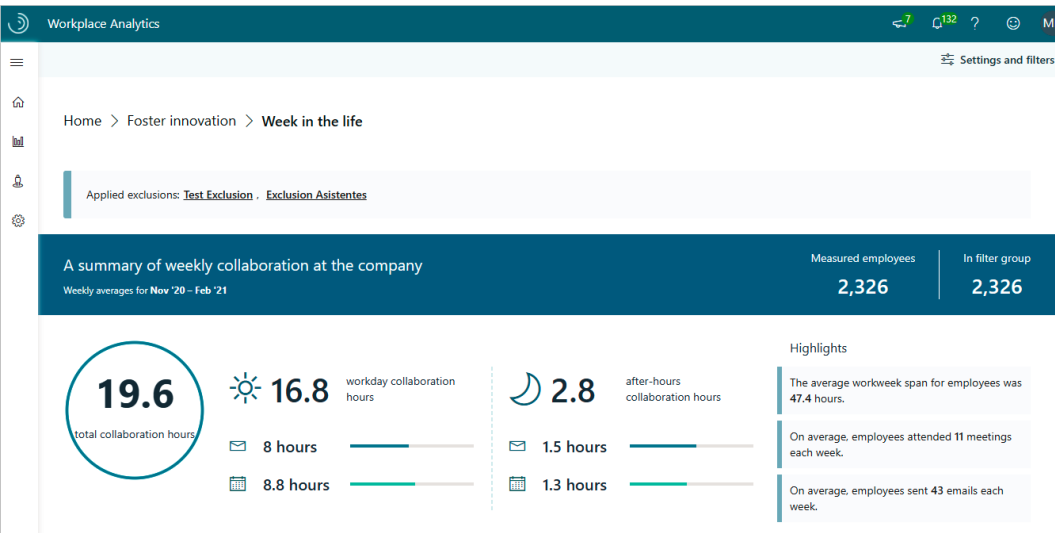 Workplace Analytics
7
132
?
M
Settings and filters
Home > Foster innovation > Week in the life
Applied exclusions: Test Exclusion , Exclusion Asistentes
A summary of weekly collaboration at the company
Weekly averages for Nov '20 – Feb '21
Measured employees
2,326
In filter group
2,326
19.6
total collaboration hours
16.8
workday collaboration
hours
8 hours
8.8 hours
2.8
after-hours
collaboration hours
1.5 hours
1.3 hours
Highlights
The average workweek span for employees was
47.4 hours.
On average, employees attended 11 meetings
each week.
On average, employees sent 43 emails each
week.